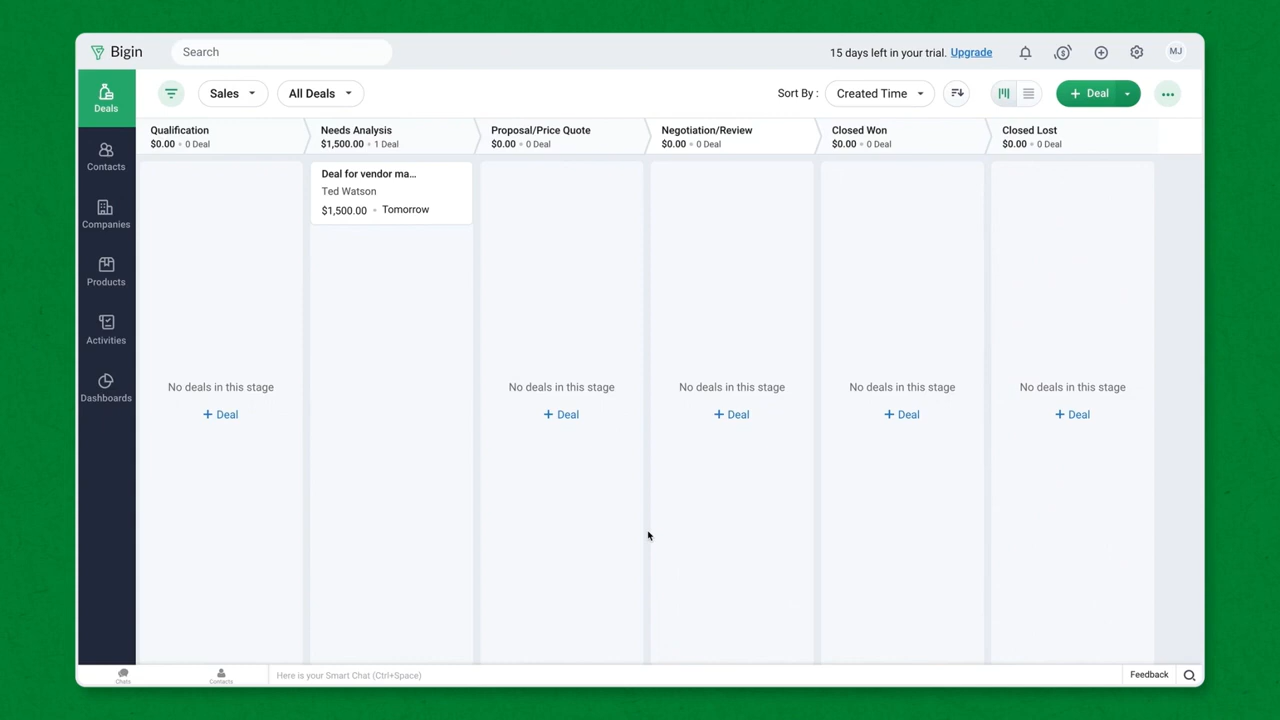 Bigin
Search
15 days left in your trial. Upgrade
MJ
Deals
Contacts
Companies
Products
Activities
Dashboards
Sales
All Deals
Sort By : Created Time
+ Deal
Qualification
$0.00 • 0 Deal
Needs Analysis
$1,500.00 • 1 Deal
Proposal/Price Quote
$0.00 • 0 Deal
Negotiation/Review
$0.00 • 0 Deal
Closed Won
$0.00 • 0 Deal
Closed Lost
$0.00 • 0 Deal
Deal for vendor ma...
Ted Watson
$1,500.00 • Tomorrow
No deals in this stage
+ Deal
No deals in this stage
+ Deal
No deals in this stage
+ Deal
No deals in this stage
+ Deal
No deals in this stage
+ Deal
Chats
Contacts
Here is your Smart Chat (Ctrl+Space)
Feedback